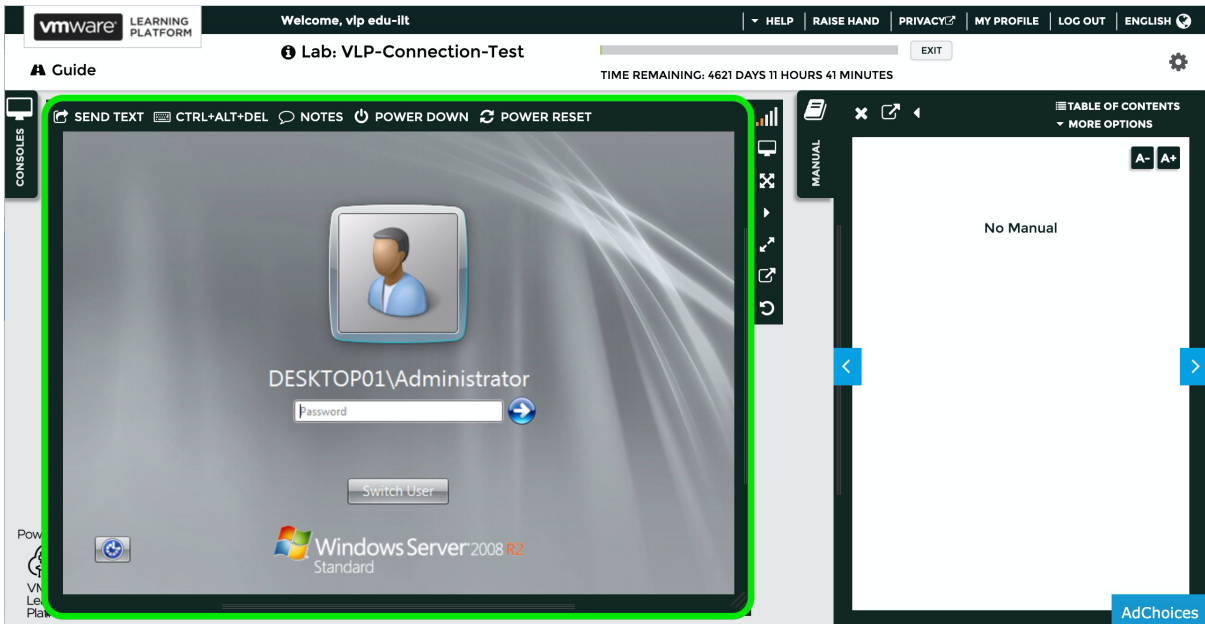 vmware® LEARNING PLATFORM
Welcome, vlp edu-ilt
HELP
RAISE HAND
PRIVACY
MY PROFILE
LOG OUT
ENGLISH
Guide
Lab: VLP-Connection-Test
EXIT
TIME REMAINING: 4621 DAYS 11 HOURS 41 MINUTES
CONSOLES
SEND TEXT
CTRL+ALT+DEL
NOTES
POWER DOWN
POWER RESET
DESKTOP01\Administrator
Password
Switch User
Windows Server 2008 R2
Standard
MANUAL
TABLE OF CONTENTS
MORE OPTIONS
A- A+
No Manual
AdChoices